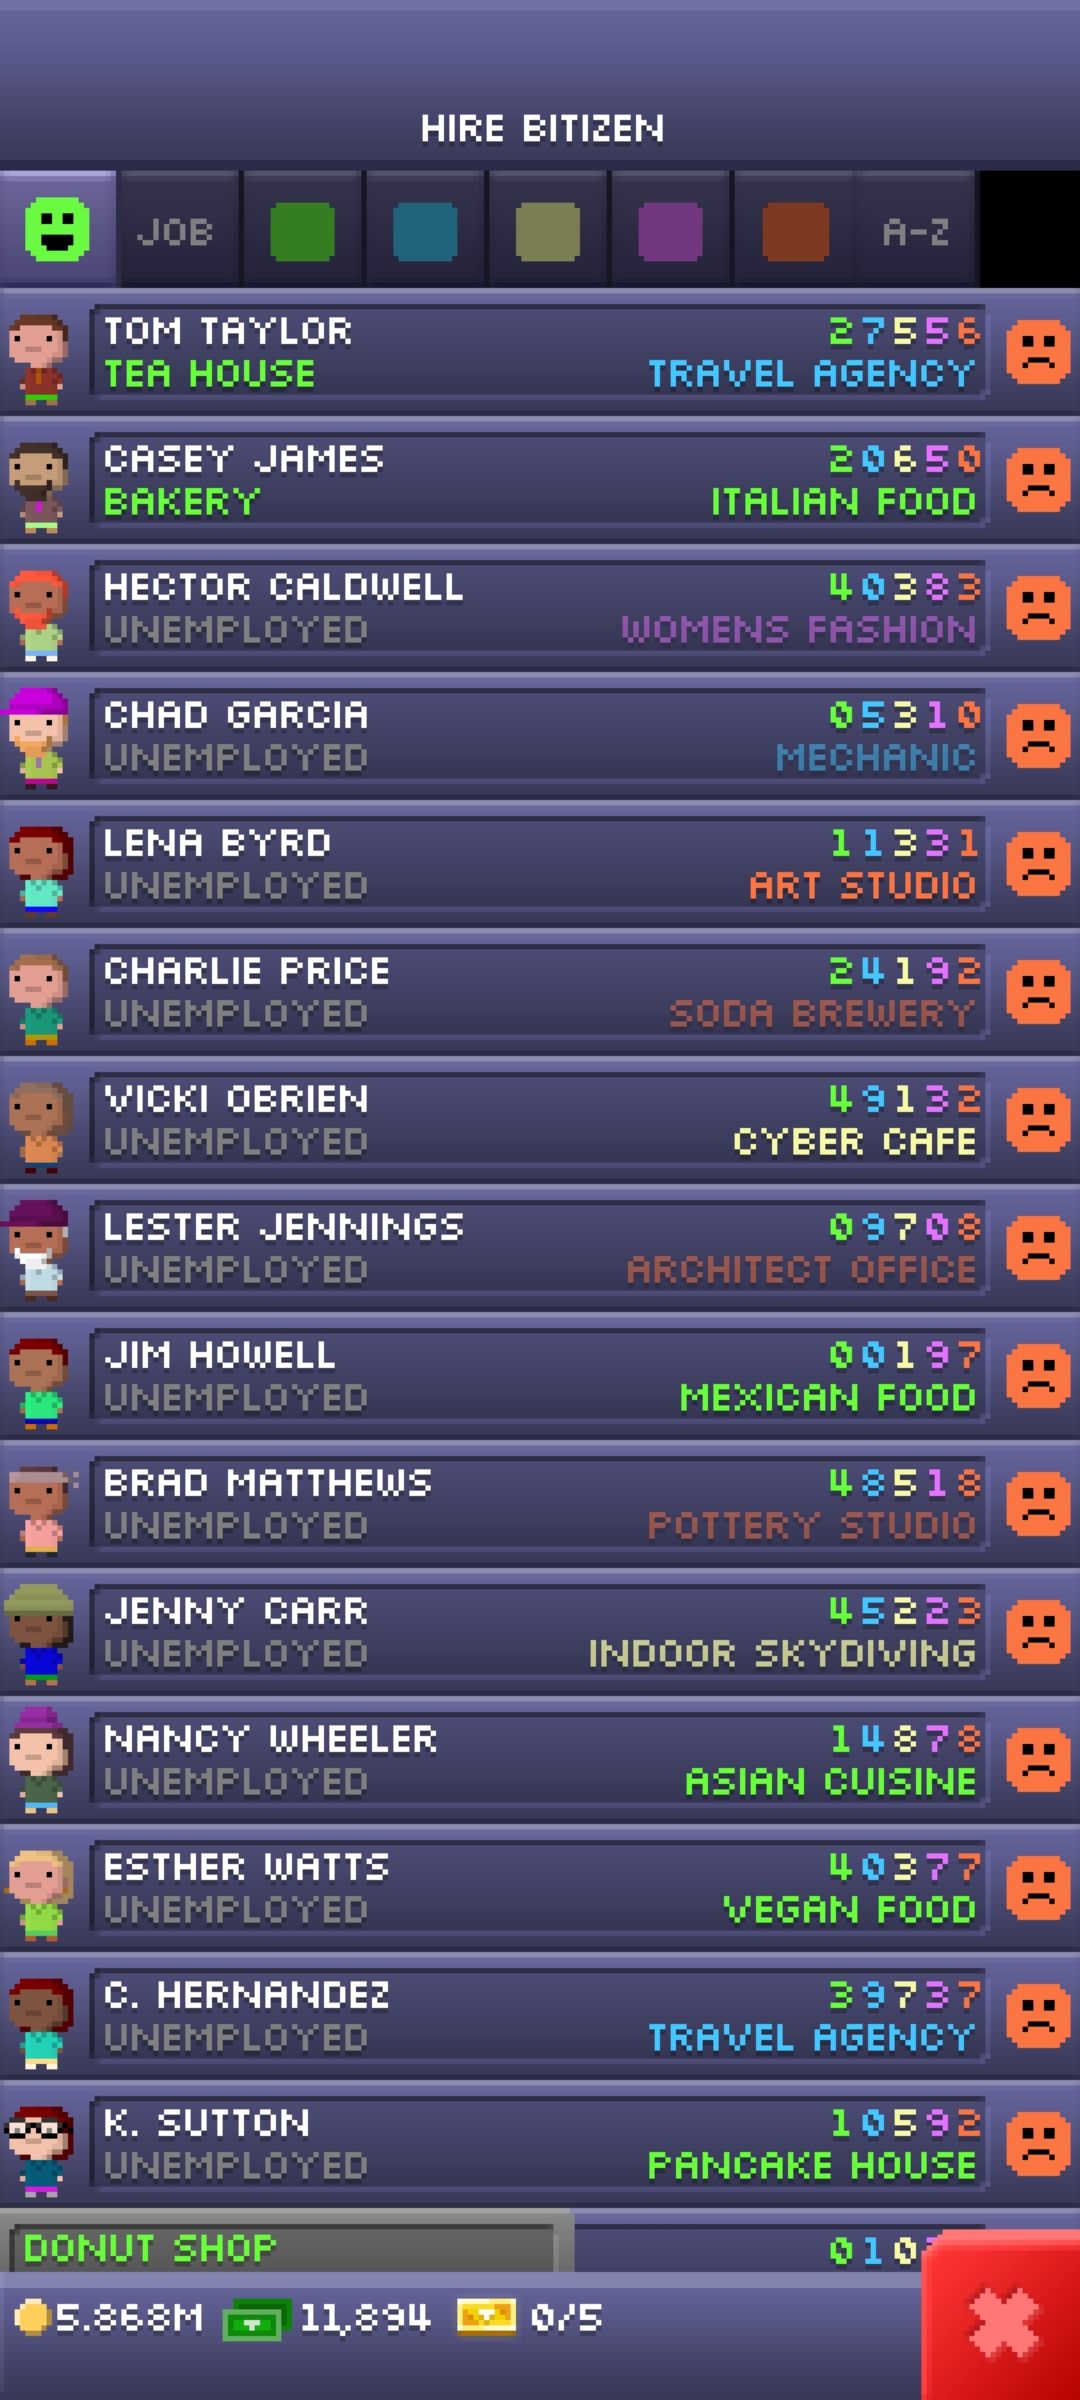 HIRE BITIZEN
JOB A-Z
TOM TAYLOR 27556
TEA HOUSE TRAVEL AGENCY
CASEY JAMES 20650
BAKERY ITALIAN FOOD
HECTOR CALDWELL 40383
UNEMPLOYED WOMENS FASHION
CHAD GARCIA 05310
UNEMPLOYED MECHANIC
LENA BYRD 11331
UNEMPLOYED ART STUDIO
CHARLIE PRICE 24192
UNEMPLOYED SODA BREWERY
VICKI OBRIEN 49132
UNEMPLOYED CYBER CAFE
LESTER JENNINGS 09708
UNEMPLOYED ARCHITECT OFFICE
JIM HOWELL 00197
UNEMPLOYED MEXICAN FOOD
BRAD MATTHEWS 48518
UNEMPLOYED POTTERY STUDIO
JENNY CARR 45223
UNEMPLOYED INDOOR SKYDIVING
NANCY WHEELER 14878
UNEMPLOYED ASIAN CUISINE
ESTHER WATTS 40377
UNEMPLOYED VEGAN FOOD
C. HERNANDEZ 39737
UNEMPLOYED TRAVEL AGENCY
K. SUTTON 10592
UNEMPLOYED PANCAKE HOUSE
DONUT SHOP 010
5.868M 11,894 0/5